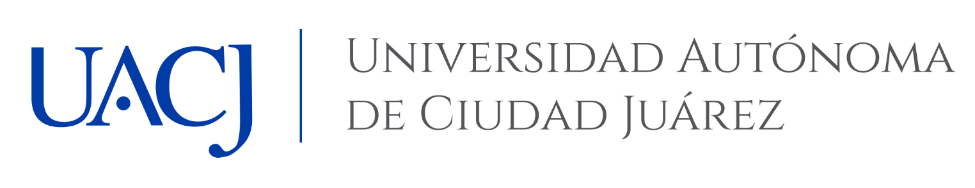 UACJ
UNIVERSIDAD AUTÓNOMA
DE CIUDAD JUÁREZ